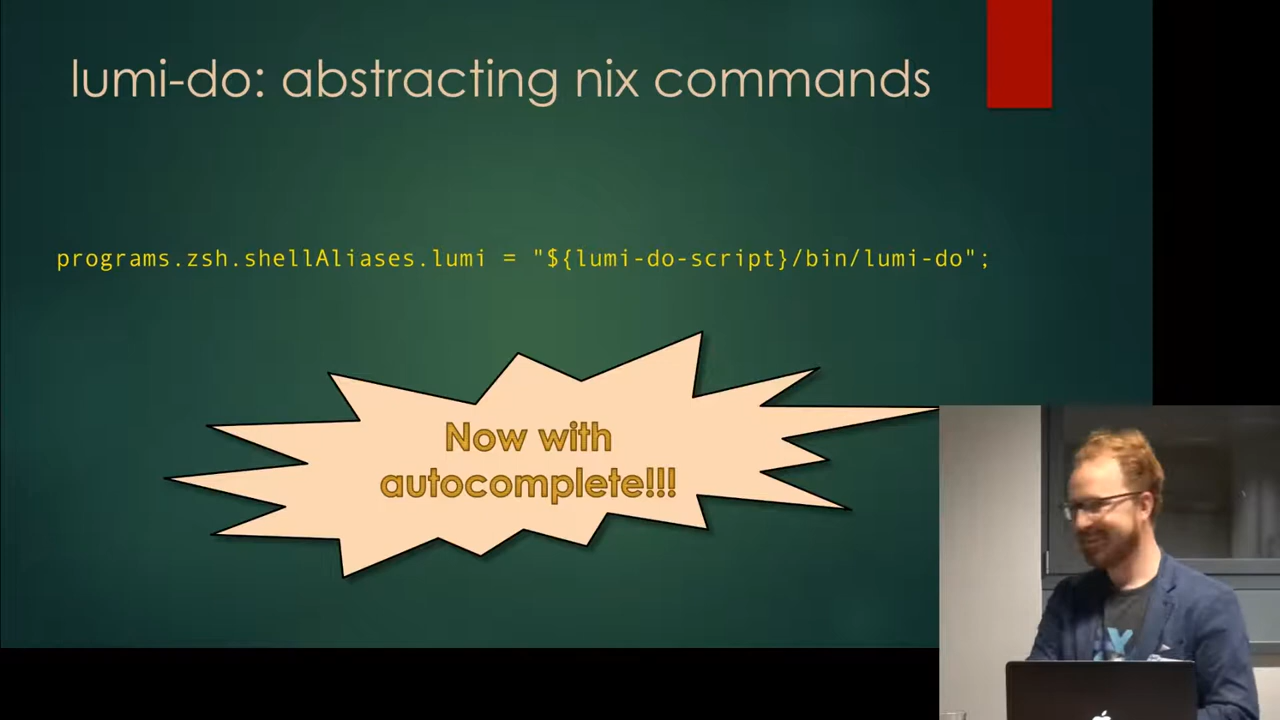 lumi-do: abstracting nix commands
programs.zsh.shellAliases.lumi = "${lumi-do-script}/bin/lumi-do";
Now with
autocomplete!!!